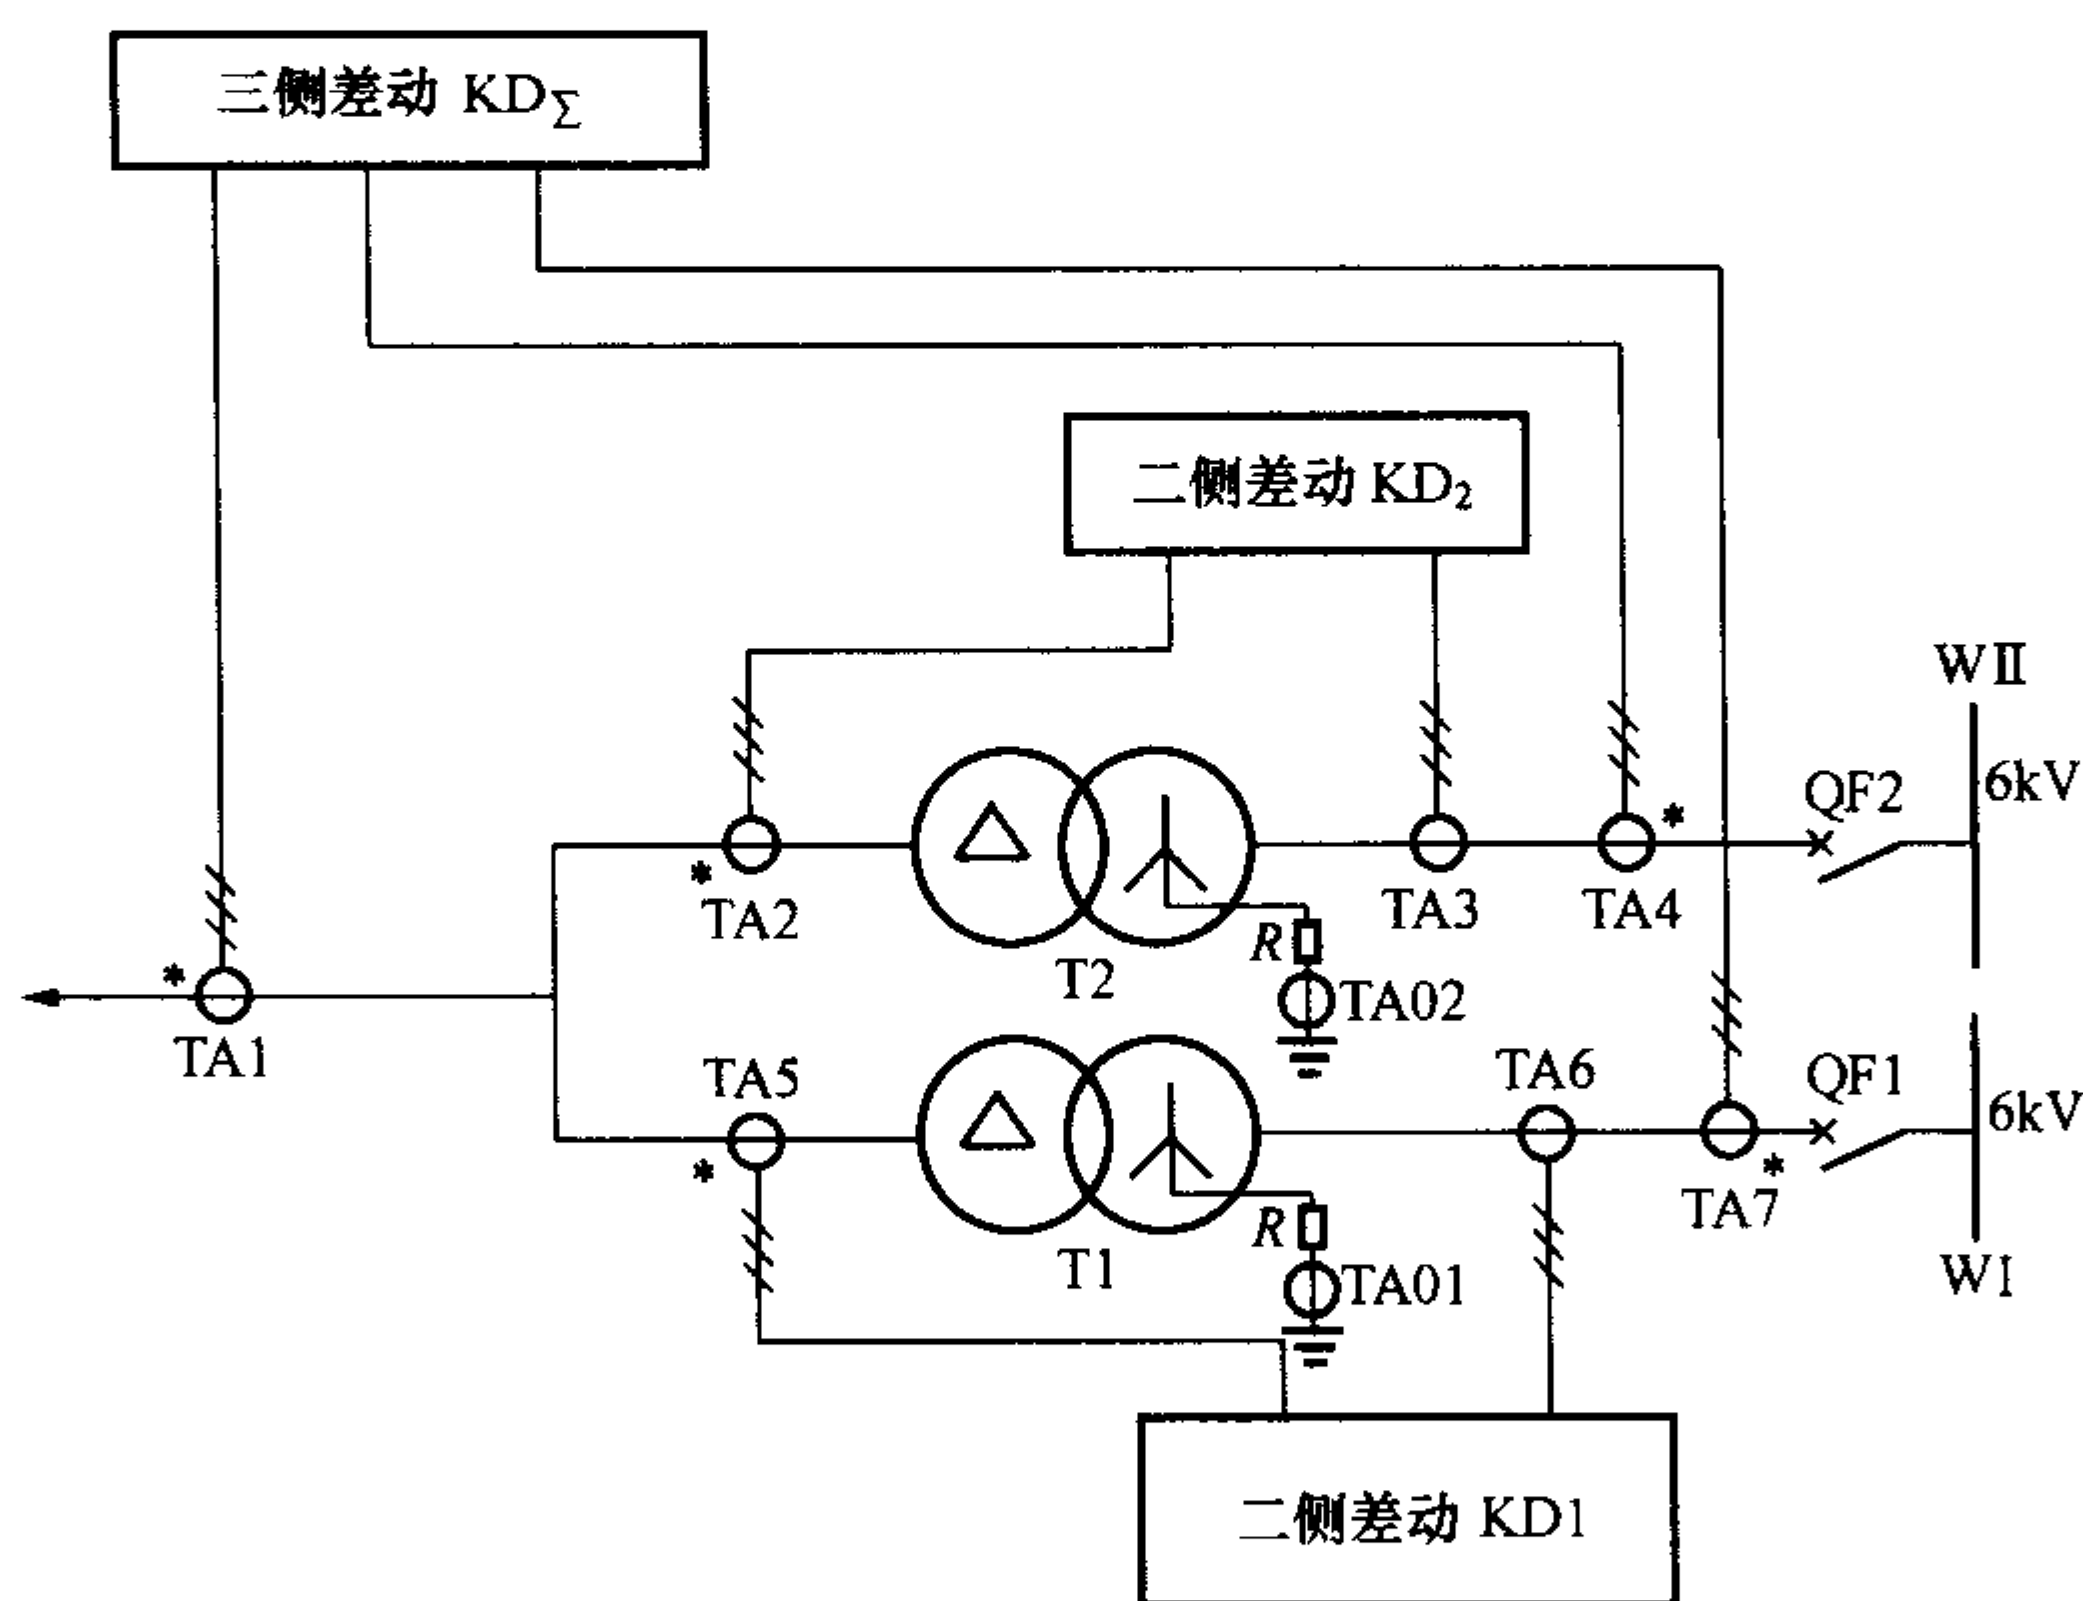 三侧差动 KD∑
二侧差动 KD₂
WⅡ
6kV
QF2
*
*
TA2
TA3
TA4
R
T2
TA02
*
TA1
TA5
TA6
QF1
6kV
*
*
TA7
R
T1
TA01
WⅠ
二侧差动 KD1